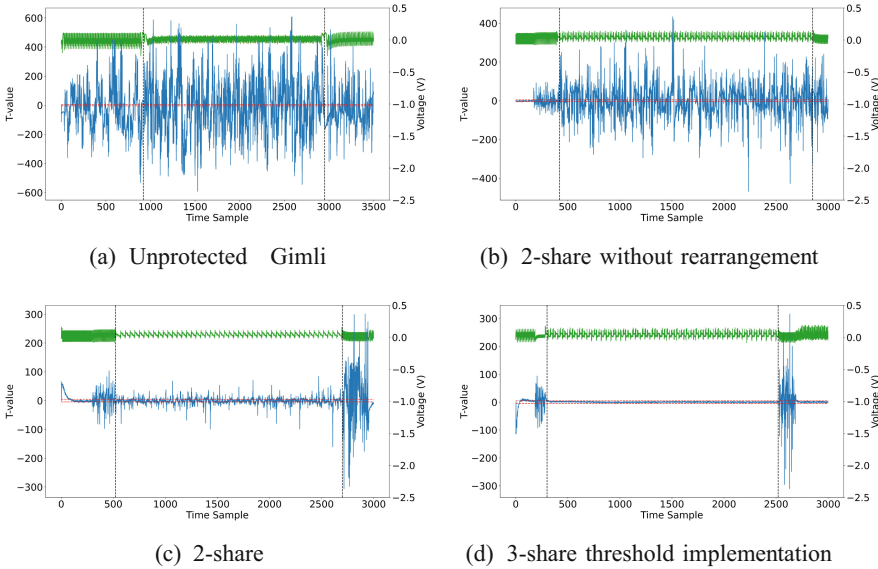 600
400
200
0
−200
−400
−600
T-value
0.5
0.0
−0.5
−1.0
−1.5
−2.0
−2.5
Voltage (V)
0 500 1000 1500 2000 2500 3000 3500
Time Sample
(a) Unprotected Gimli
400
200
0
−200
−400
T-value
0.5
0.0
−0.5
−1.0
−1.5
−2.0
−2.5
Voltage (V)
0 500 1000 1500 2000 2500 3000
Time Sample
(b) 2-share without rearrangement
300
200
100
0
−100
−200
−300
T-value
0.5
0.0
−0.5
−1.0
−1.5
−2.0
−2.5
Voltage (V)
0 500 1000 1500 2000 2500 3000
Time Sample
(c) 2-share
300
200
100
0
−100
−200
−300
T-value
0.5
0.0
−0.5
−1.0
−1.5
−2.0
−2.5
Voltage (V)
0 500 1000 1500 2000 2500 3000
Time Sample
(d) 3-share threshold implementation